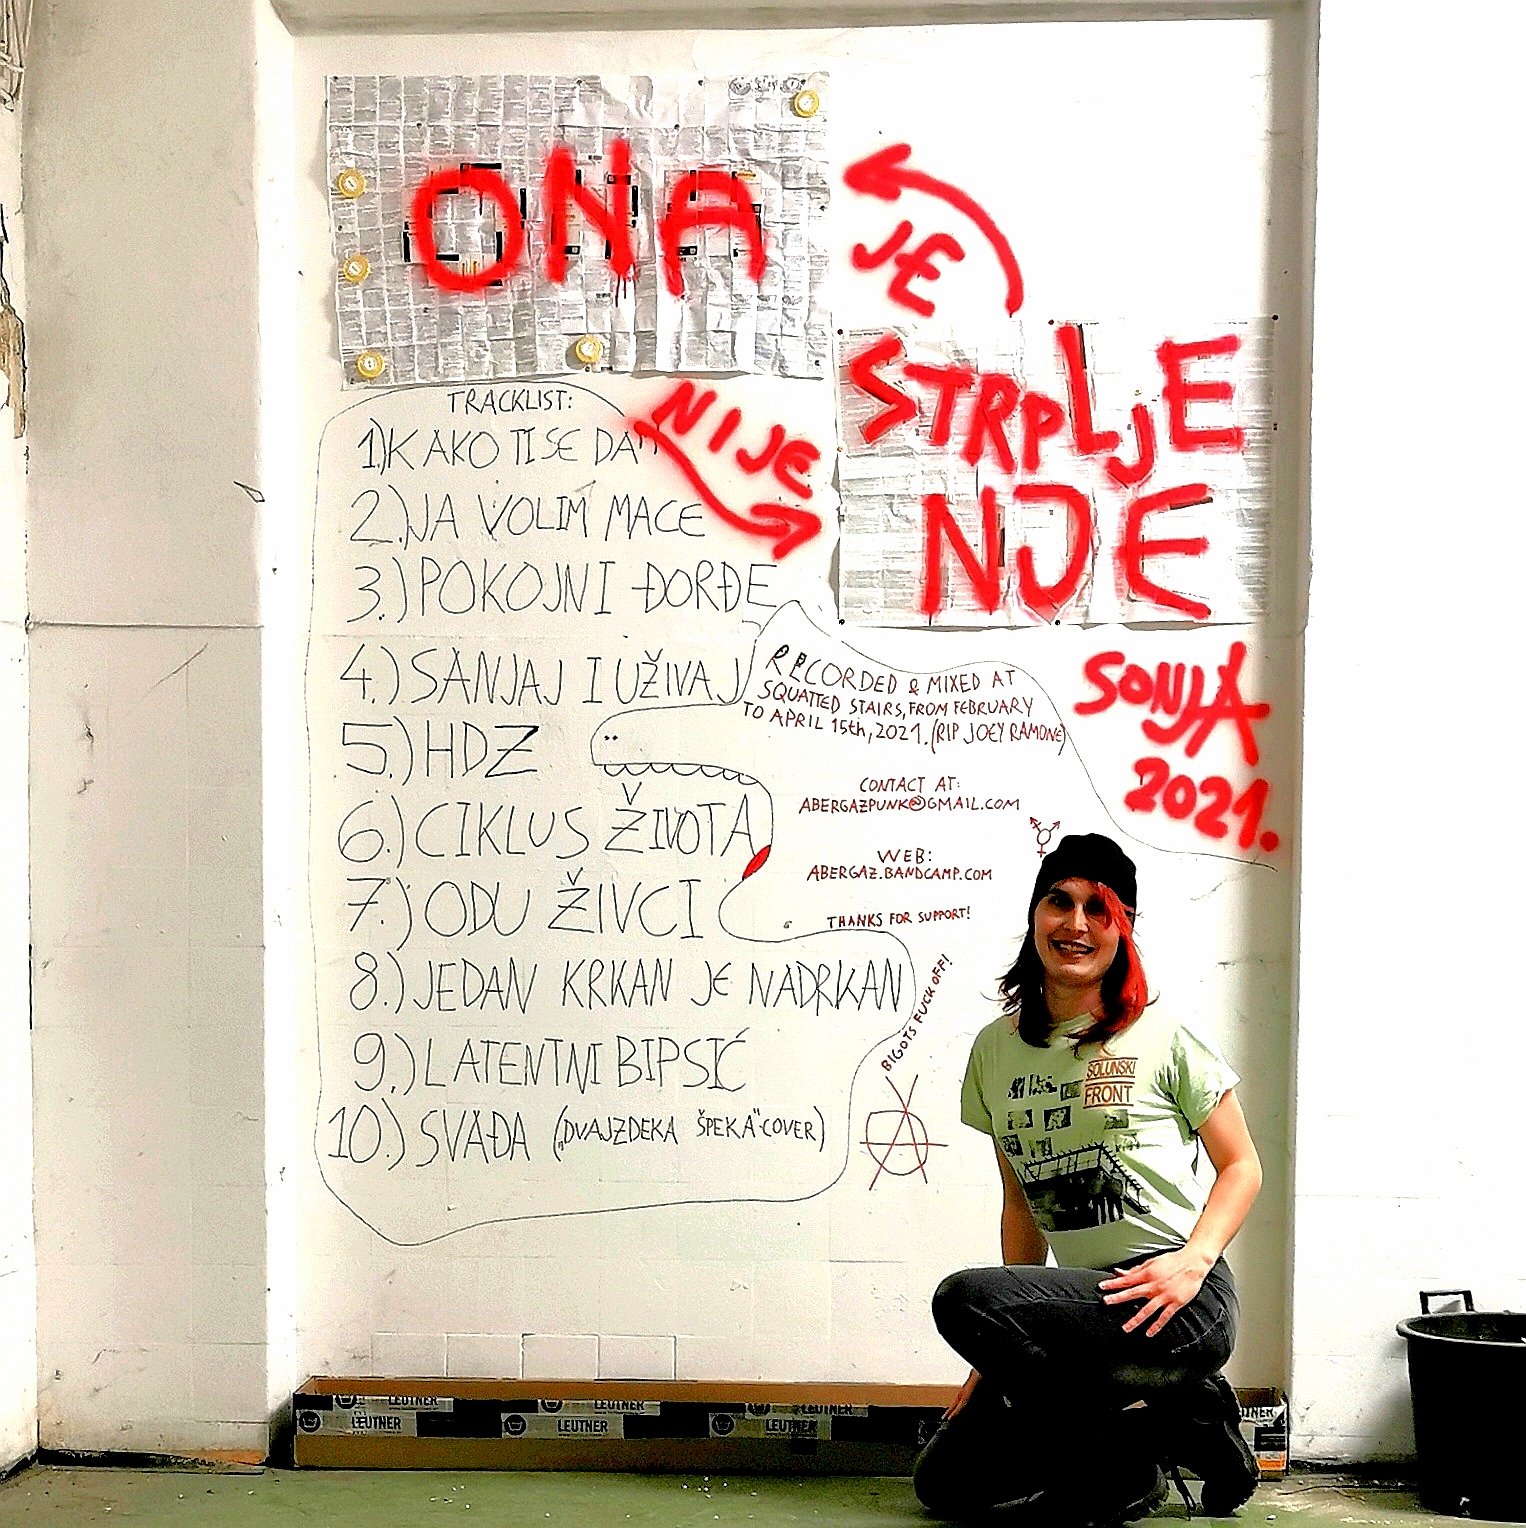 ONA
JE
STRPLJE
NJE
NIJE
SONJA
2021.
TRACKLIST:
1.)KAKO TI SE DA
2.)JA VOLIM MACE
3.)POKOJNI ĐORĐE
4.)SANJAJ I UŽIVAJ
5.)HDZ
6.)CIKLUS ŽIVOTA
7.)ODU ŽIVCI
8.)JEDAN KRKAN JE NADRKAN
9.)LATENTNI BIPSIĆ
10.)SVAĐA („DVAJZDEKA ŠPEKA"-COVER)
RECORDED & MIXED AT
SQUATTED STAIRS, FROM FEBRUARY
TO APRIL 15th, 2021. (RIP JOEY RAMONE)
CONTACT AT:
ABERGAZPUNK@GMAIL.COM
WEB:
ABERGAZ.BANDCAMP.COM
THANKS FOR SUPPORT!
BIGOTS FUCK OFF!
SOLUNSKI
FRONT
LEUTNER
LEUTNER
LEUTNER
LEUTNER
LEUTNER
LEUTNER